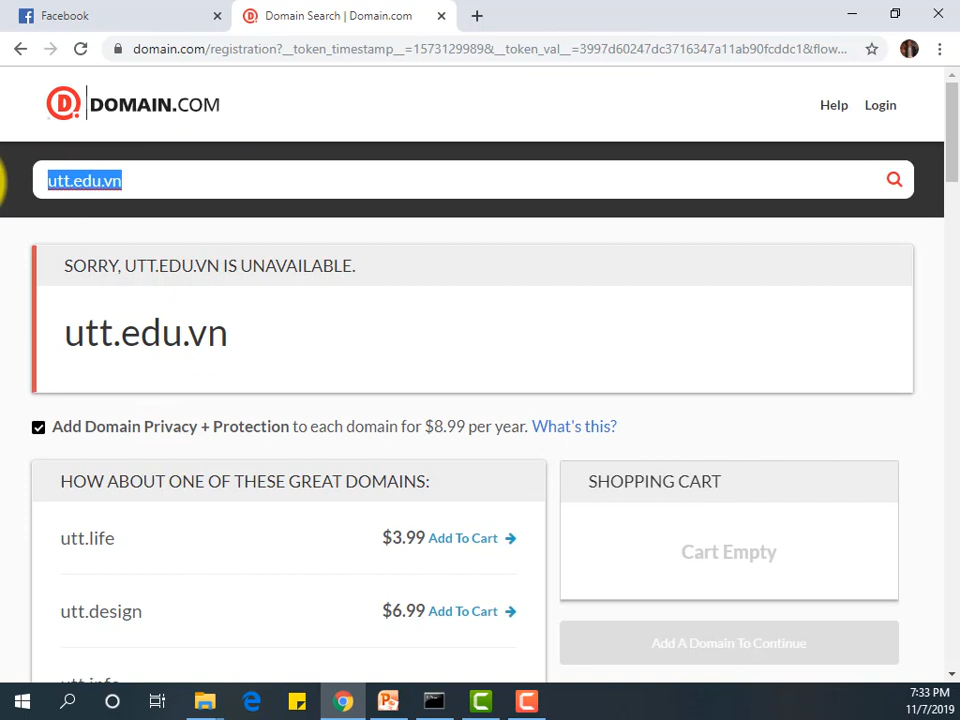 Facebook
Domain Search | Domain.com
domain.com/registration?__token_timestamp__=1573129989&__token_val__=3997d60247dc3716347a11ab90fcddc1&flow...
DOMAIN.COM
Help
Login
utt.edu.vn
SORRY, UTT.EDU.VN IS UNAVAILABLE.
utt.edu.vn
Add Domain Privacy + Protection to each domain for $8.99 per year. What's this?
HOW ABOUT ONE OF THESE GREAT DOMAINS:
utt.life $3.99 Add To Cart
utt.design $6.99 Add To Cart
utt.info
SHOPPING CART
Cart Empty
Add A Domain To Continue
7:33 PM
11/7/2019